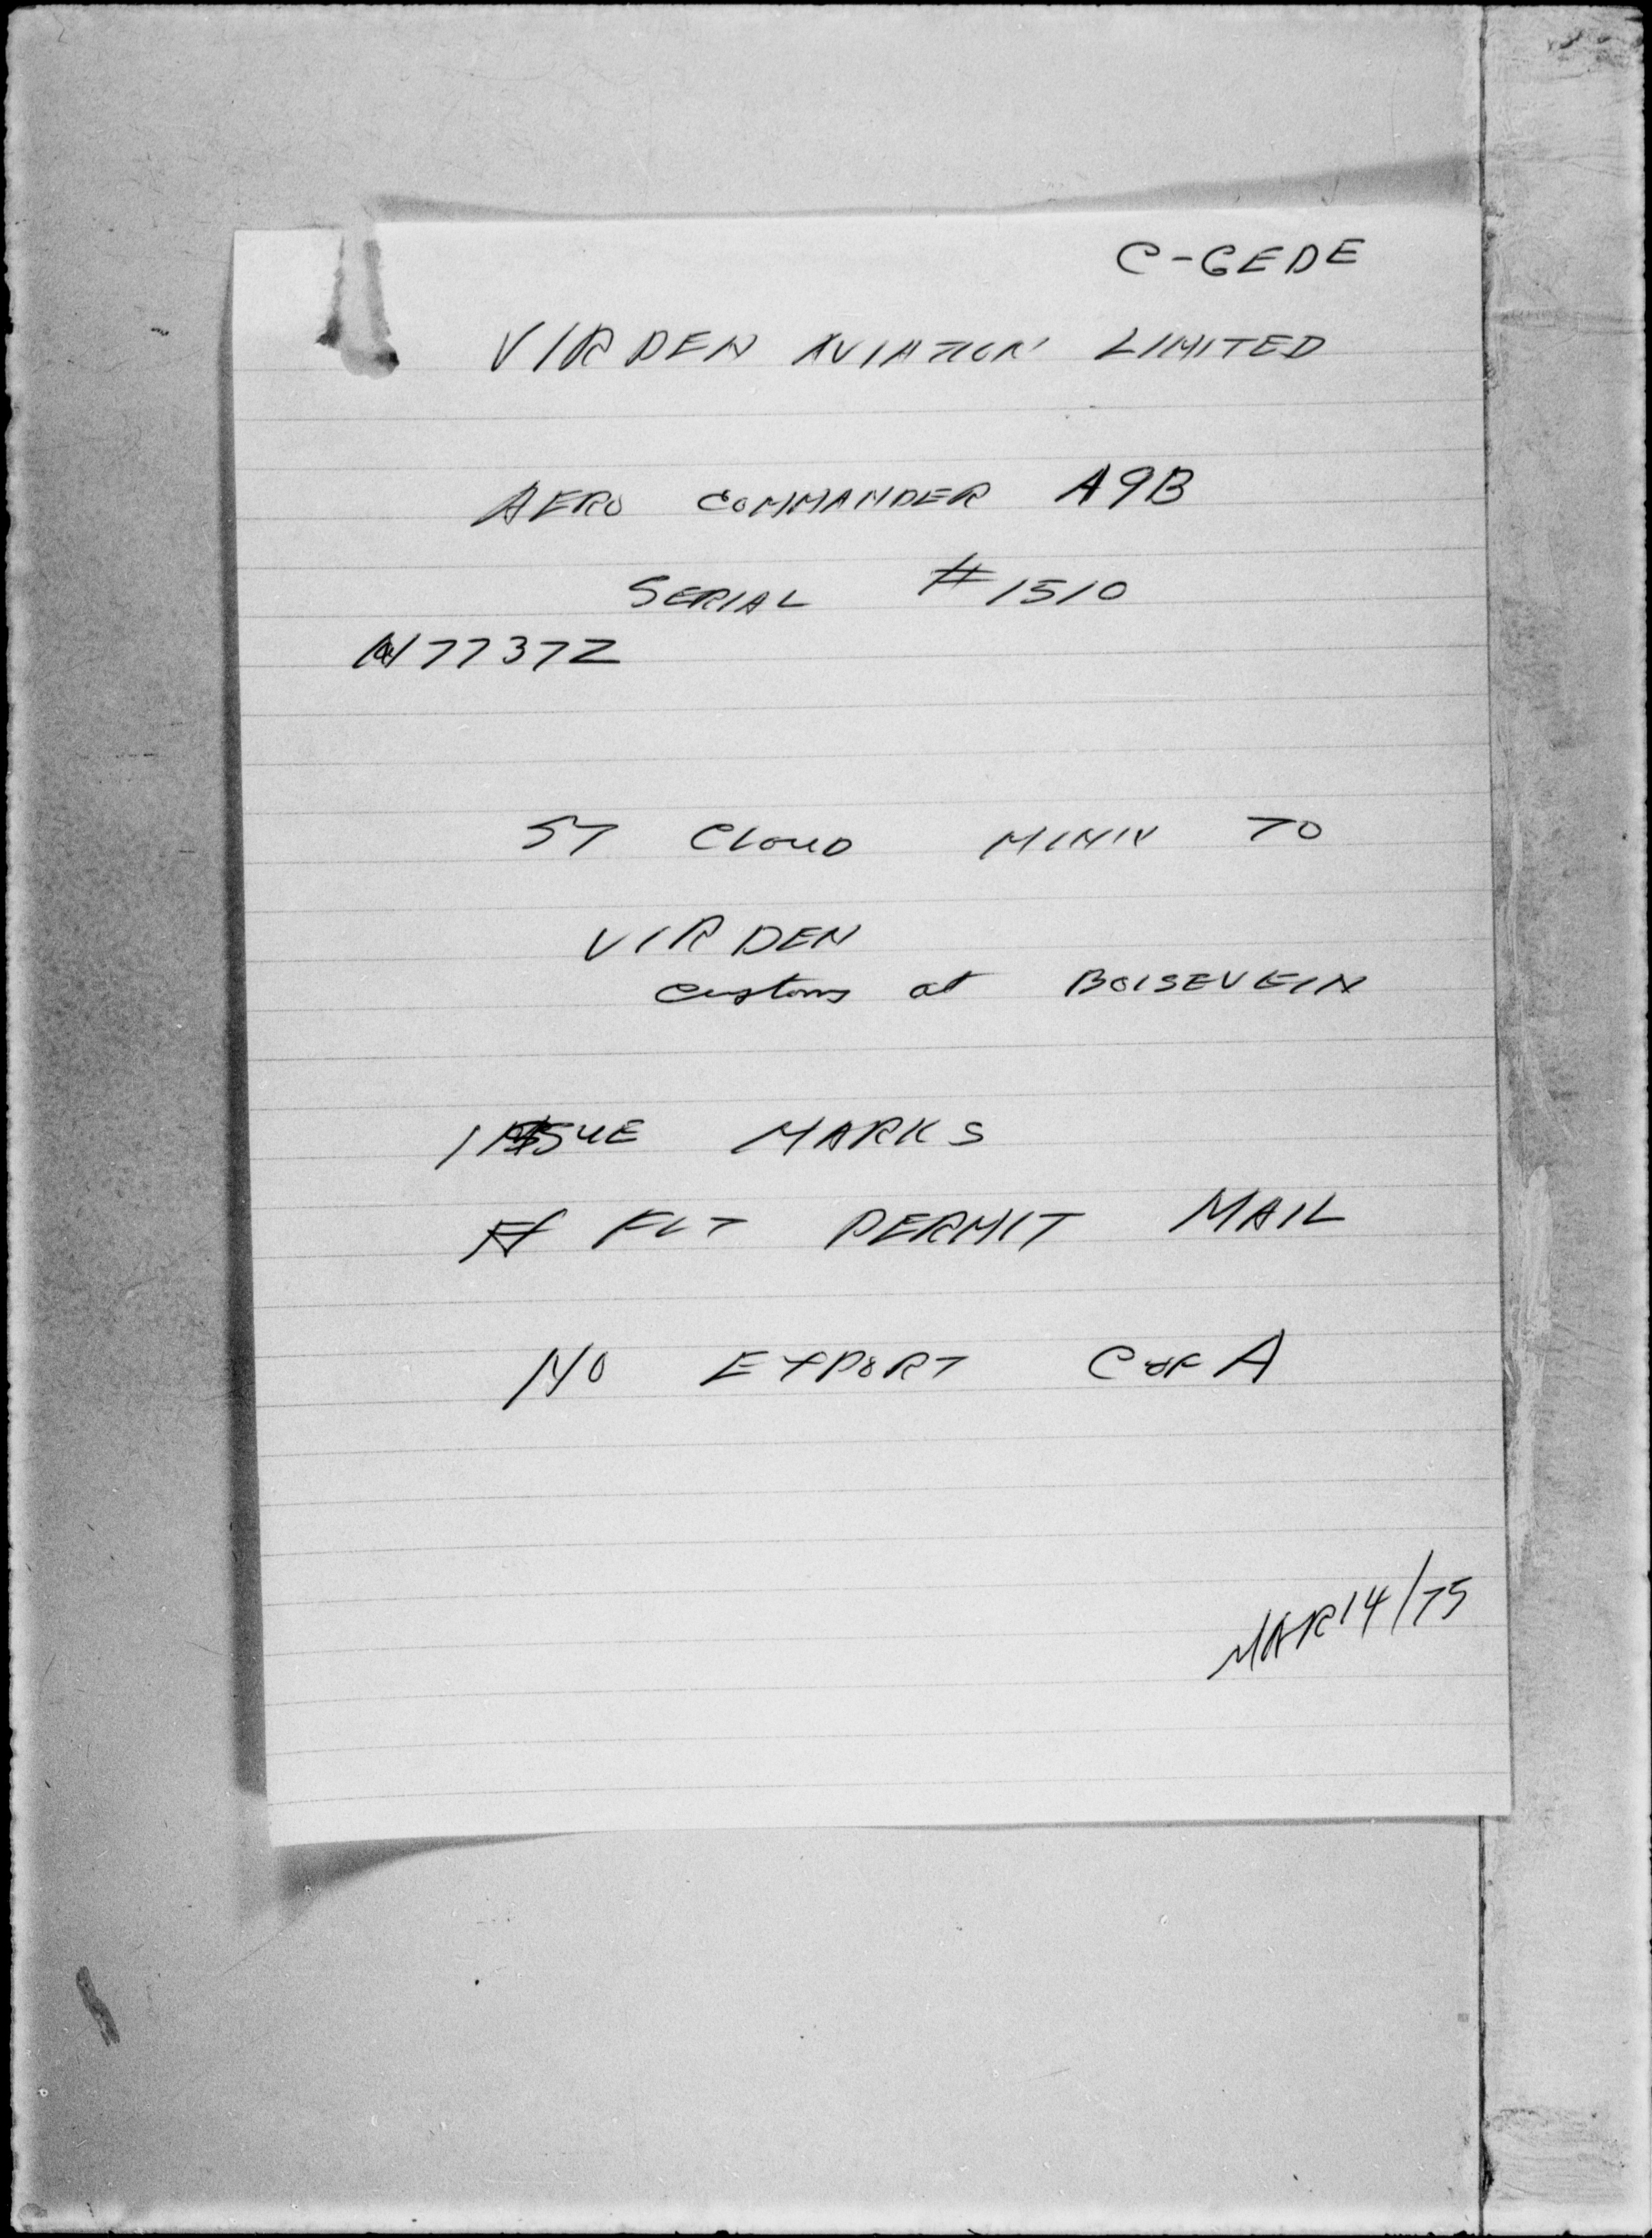 C-GEDE
VIRDEN AVIATION LIMITED
AERO COMMANDER A9B
SERIAL #1510
N7737Z
ST CLOUD MINN TO
VIRDEN
Customs at BOISEVEIN
ISSUE MARKS
FLT PERMIT MAIL
NO EXPORT C of A
MAR 14/75